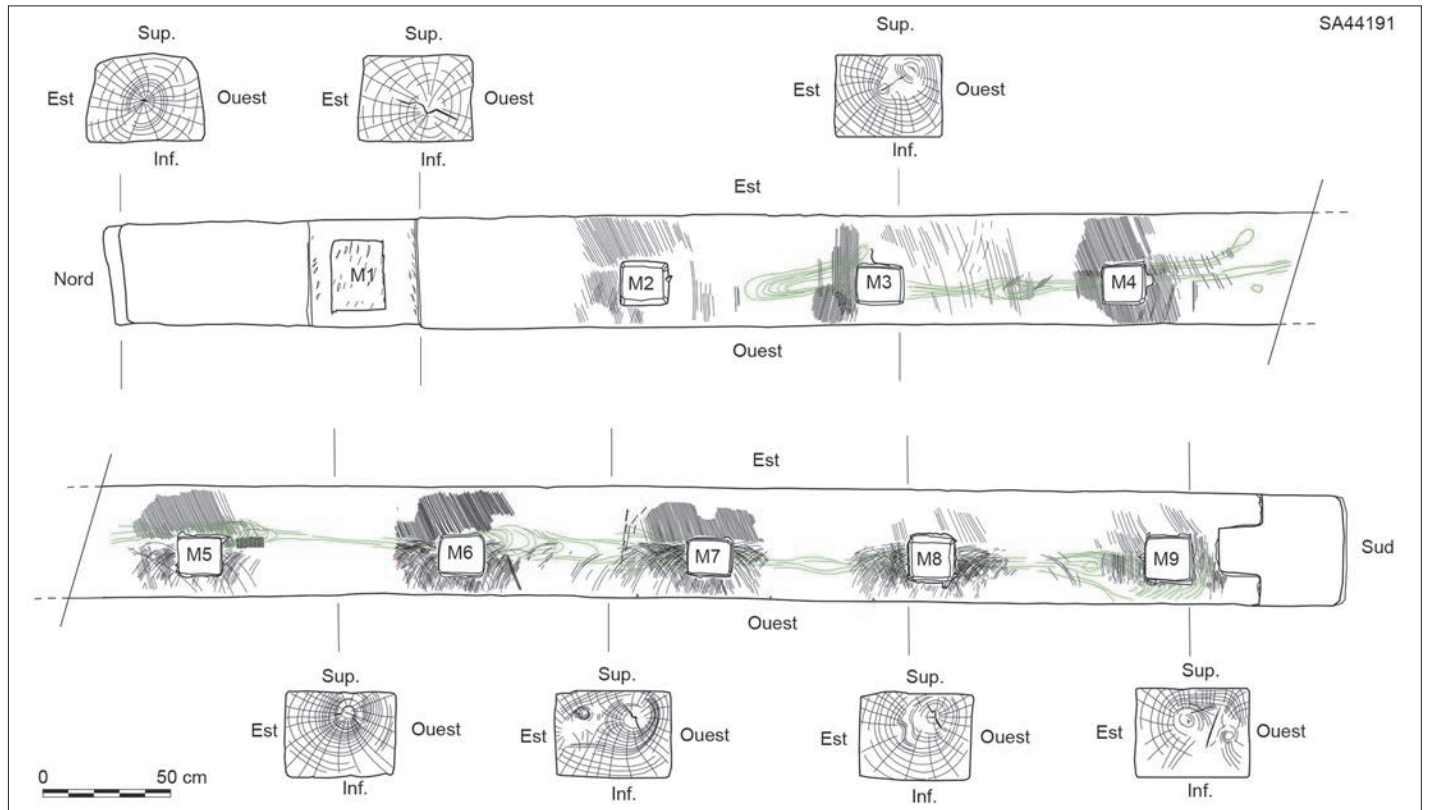 SA44191
Sup.
Est
Ouest
Inf.
Sup.
Est
Ouest
Inf.
Sup.
Est
Ouest
Inf.
Est
Nord
M1
M2
M3
M4
Ouest
Est
M5
M6
M7
M8
M9
Sud
Ouest
Sup.
Est
Ouest
Inf.
Sup.
Est
Ouest
Inf.
Sup.
Est
Ouest
Inf.
Sup.
Est
Ouest
Inf.
0 50 cm